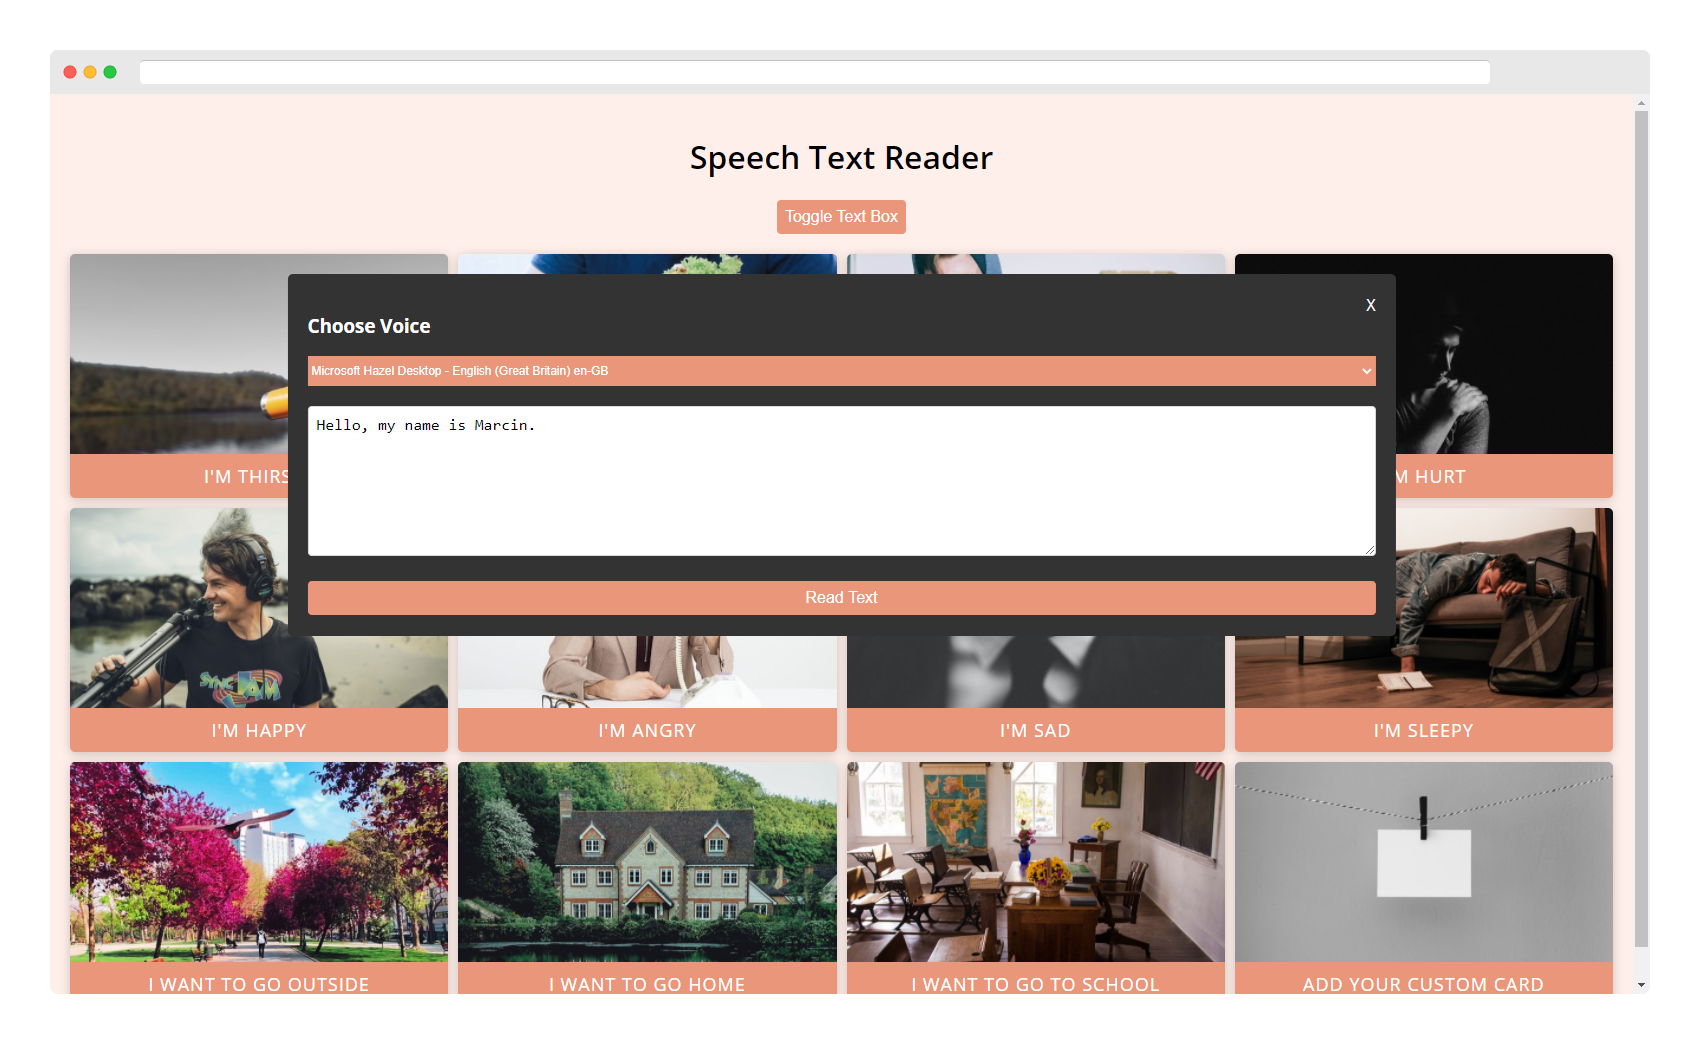 Speech Text Reader
Toggle Text Box
X
Choose Voice
Microsoft Hazel Desktop - English (Great Britain) en-GB
Hello, my name is Marcin.
Read Text
I'M THIRS
M HURT
SYNC
JAM
I'M HAPPY
I'M ANGRY
I'M SAD
I'M SLEEPY
I WANT TO GO OUTSIDE
I WANT TO GO HOME
I WANT TO GO TO SCHOOL
ADD YOUR CUSTOM CARD